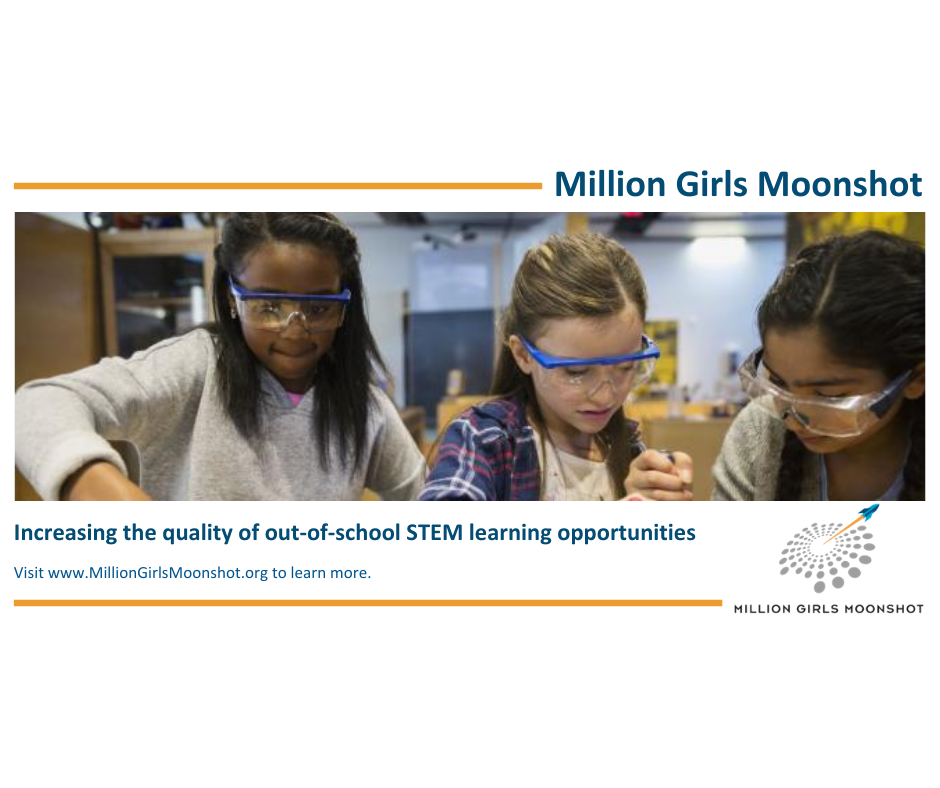 Million Girls Moonshot
Increasing the quality of out-of-school STEM learning opportunities
Visit www.MillionGirlsMoonshot.org to learn more.
MILLION GIRLS MOONSHOT